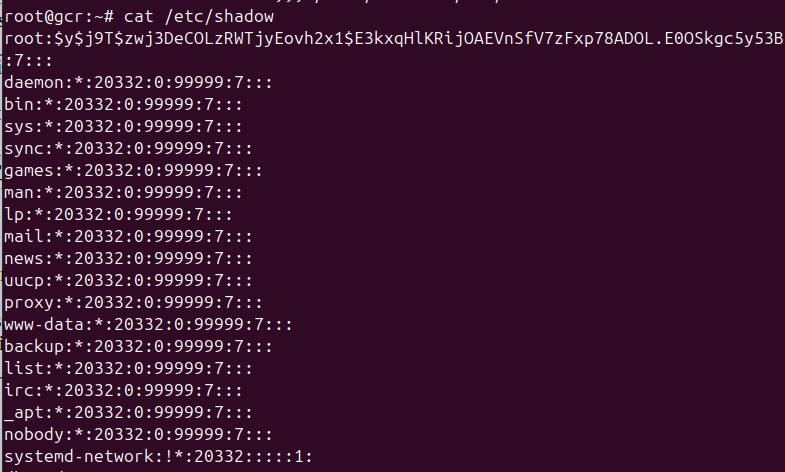 root@gcr:~# cat /etc/shadow
root:$y$j9T$zwj3DeCOLzRWTjyEovh2x1$E3kxqHlKRijOAEVnSfV7zFxp78ADOL.E0OSkgc5y53B
:7:::
daemon:*:20332:0:99999:7:::
bin:*:20332:0:99999:7:::
sys:*:20332:0:99999:7:::
sync:*:20332:0:99999:7:::
games:*:20332:0:99999:7:::
man:*:20332:0:99999:7:::
lp:*:20332:0:99999:7:::
mail:*:20332:0:99999:7:::
news:*:20332:0:99999:7:::
uucp:*:20332:0:99999:7:::
proxy:*:20332:0:99999:7:::
www-data:*:20332:0:99999:7:::
backup:*:20332:0:99999:7:::
list:*:20332:0:99999:7:::
irc:*:20332:0:99999:7:::
_apt:*:20332:0:99999:7:::
nobody:*:20332:0:99999:7:::
systemd-network:!*:20332:::::1: